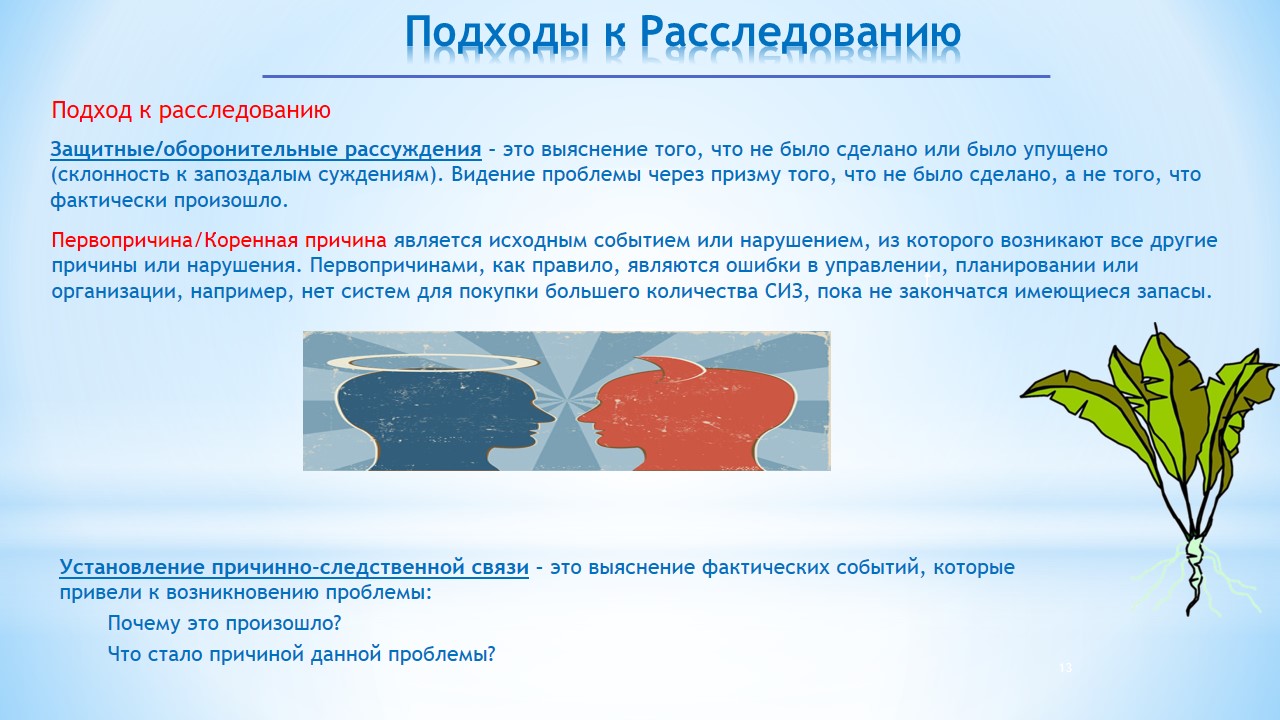 Подходы к Расследованию
Подход к расследованию
Защитные/оборонительные рассуждения – это выяснение того, что не было сделано или было упущено
(склонность к запоздалым суждениям). Видение проблемы через призму того, что не было сделано, а не того, что
фактически произошло.
Первопричина/Коренная причина является исходным событием или нарушением, из которого возникают все другие
причины или нарушения. Первопричинами, как правило, являются ошибки в управлении, планировании или
организации, например, нет систем для покупки большего количества СИЗ, пока не закончатся имеющиеся запасы.
Установление причинно-следственной связи – это выяснение фактических событий, которые
привели к возникновению проблемы:
Почему это произошло?
Что стало причиной данной проблемы?
13